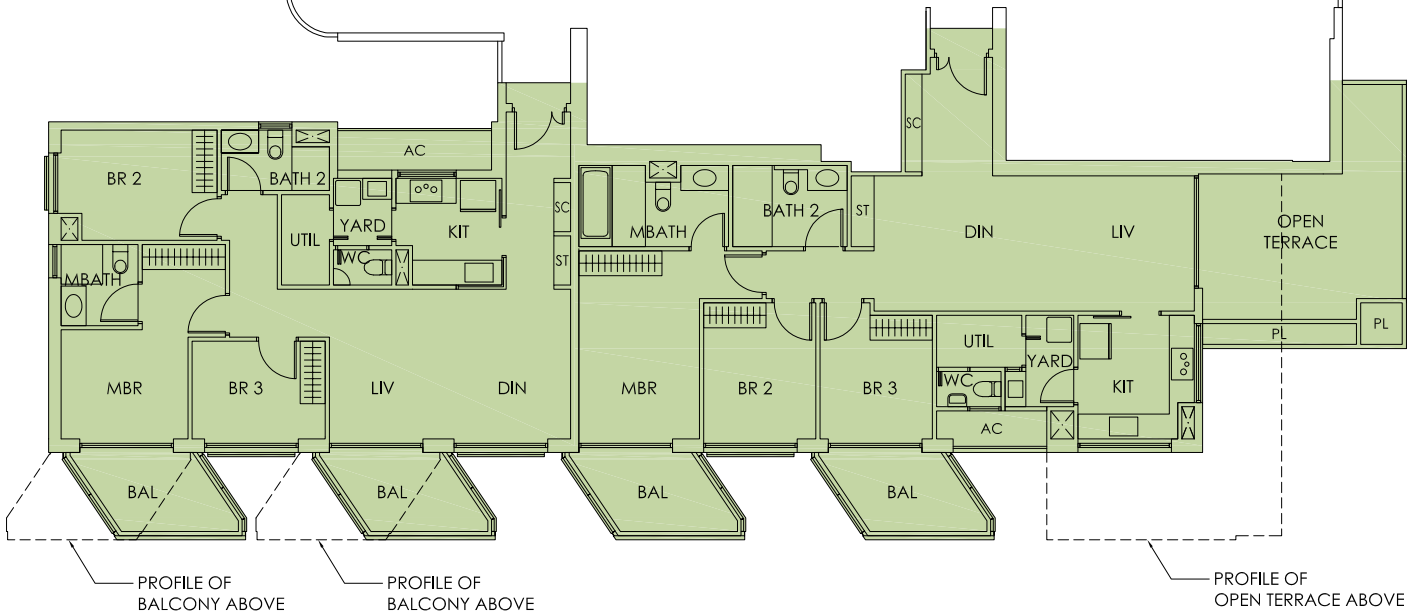 SC
AC
BR 2
BATH 2
UTIL
YARD
KIT
SC
WC
ST
MBATH
MBR
BR 3
LIV
DIN
BAL
BAL
MBATH
BATH 2
ST
DIN
LIV
OPEN
TERRACE
PL
PL
UTIL
YARD
WC
KIT
MBR
BR 2
BR 3
AC
BAL
BAL
PROFILE OF
BALCONY ABOVE
PROFILE OF
BALCONY ABOVE
PROFILE OF
OPEN TERRACE ABOVE